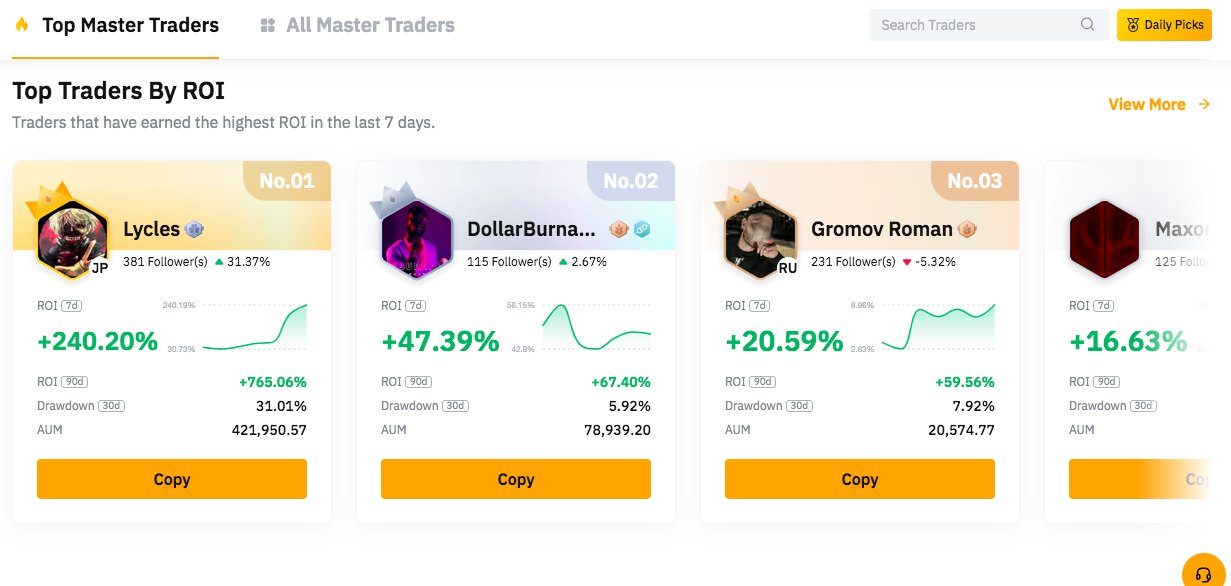 Top Master Traders
All Master Traders
Search Traders
Daily Picks
Top Traders By ROI
View More
Traders that have earned the highest ROI in the last 7 days.
No.01
Lycles
JP
381 Follower(s) 31.37%
ROI 7d
240.19%
+240.20%
30.73%
ROI 90d +765.06%
Drawdown 30d 31.01%
AUM 421,950.57
Copy
No.02
DollarBurna...
115 Follower(s) 2.67%
ROI 7d
56.15%
+47.39%
42.8%
ROI 90d +67.40%
Drawdown 30d 5.92%
AUM 78,939.20
Copy
No.03
Gromov Roman
RU
231 Follower(s) -5.32%
ROI 7d
8.96%
+20.59%
2.63%
ROI 90d +59.56%
Drawdown 30d 7.92%
AUM 20,574.77
Copy
Maxor
125 Follo
ROI 7d
+16.63%
ROI 90d
Drawdown 30d
AUM
Cop